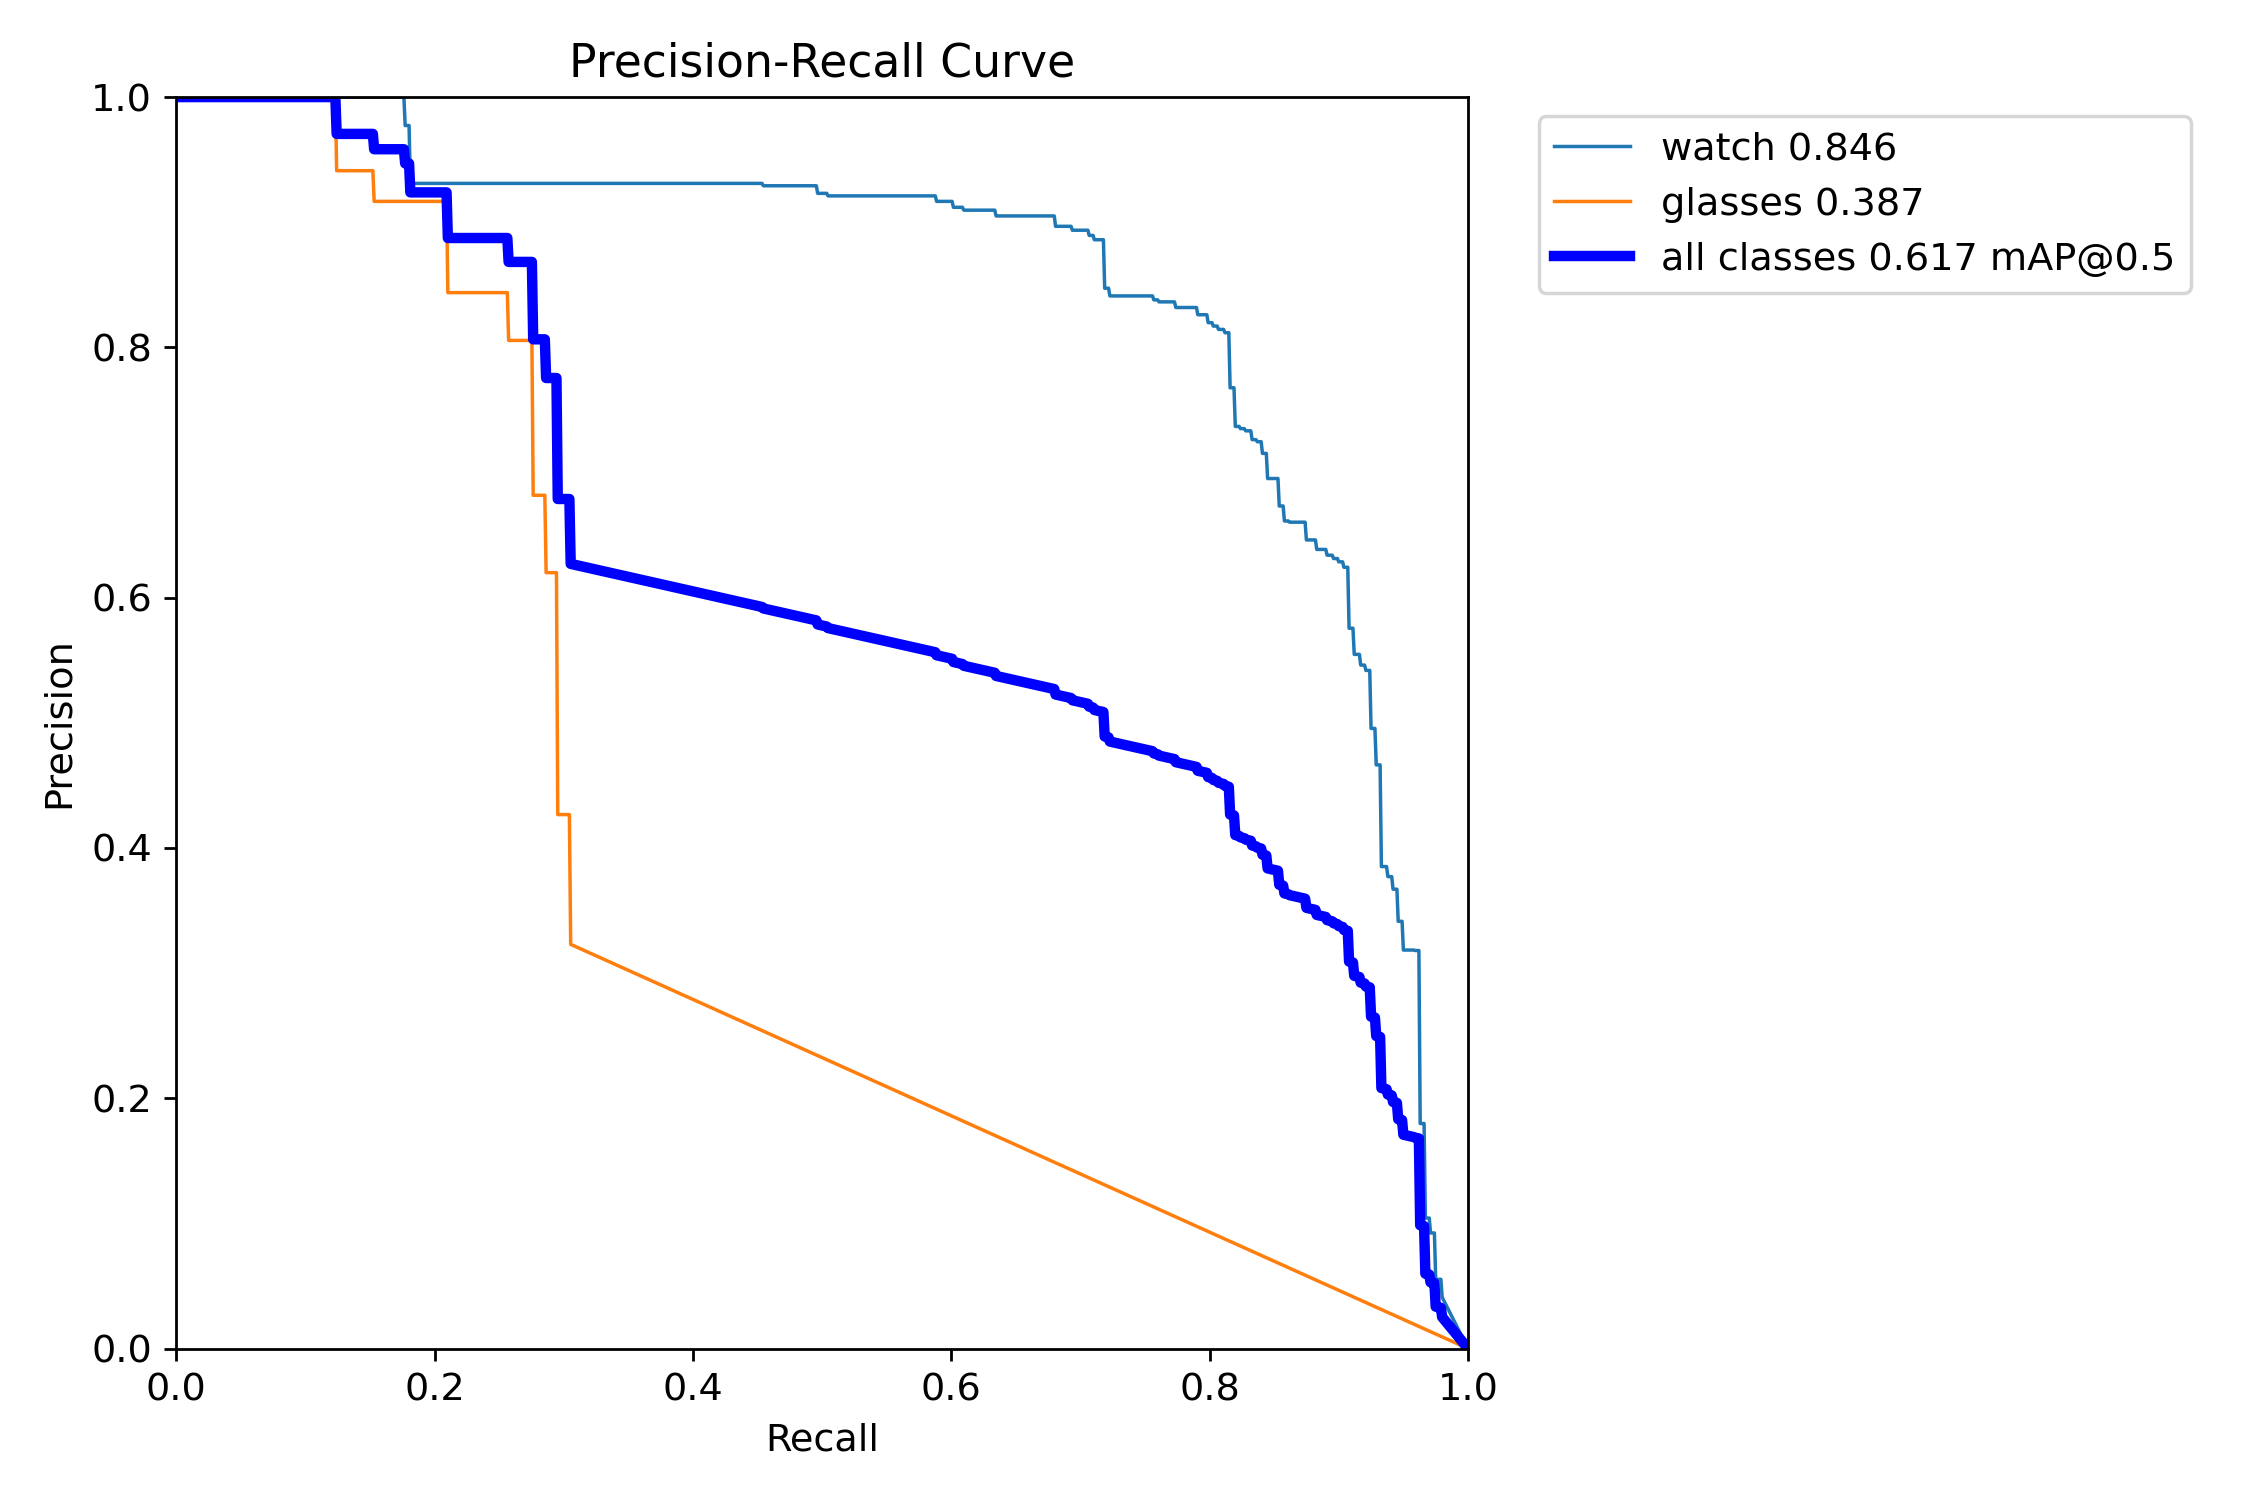 Precision-Recall Curve
1.0
0.8
0.6
0.4
0.2
0.0
Precision
0.0 0.2 0.4 0.6 0.8 1.0
Recall
watch 0.846
glasses 0.387
all classes 0.617 mAP@0.5